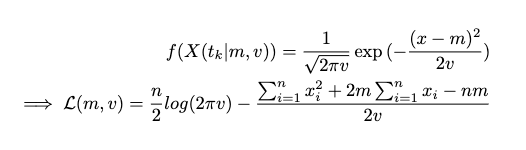 f(X(t_k|m, v)) = \frac{1}{\sqrt{2\pi v}} \exp(-\frac{(x-m)^2}{2v})
\implies \mathcal{L}(m, v) = \frac{n}{2}log(2\pi v) - \frac{\sum_{i=1}^{n} x_i^2 + 2m \sum_{i=1}^{n} x_i - nm}{2v}